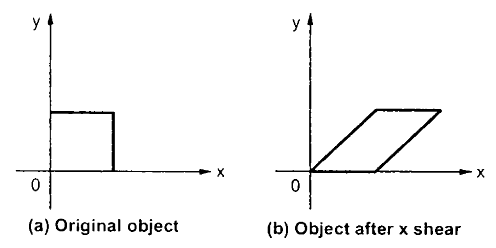 y
y
x
x
0
0
(a) Original object
(b) Object after x shear